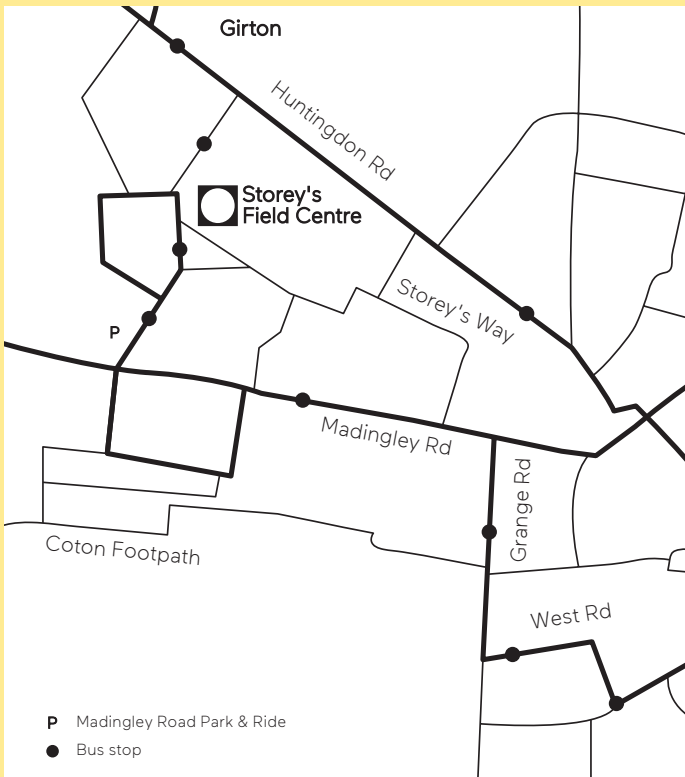 Girton
Huntingdon Rd
Storey's
Field Centre
Storey's Way
P
Madingley Rd
Grange Rd
Coton Footpath
West Rd
P Madingley Road Park & Ride
Bus stop